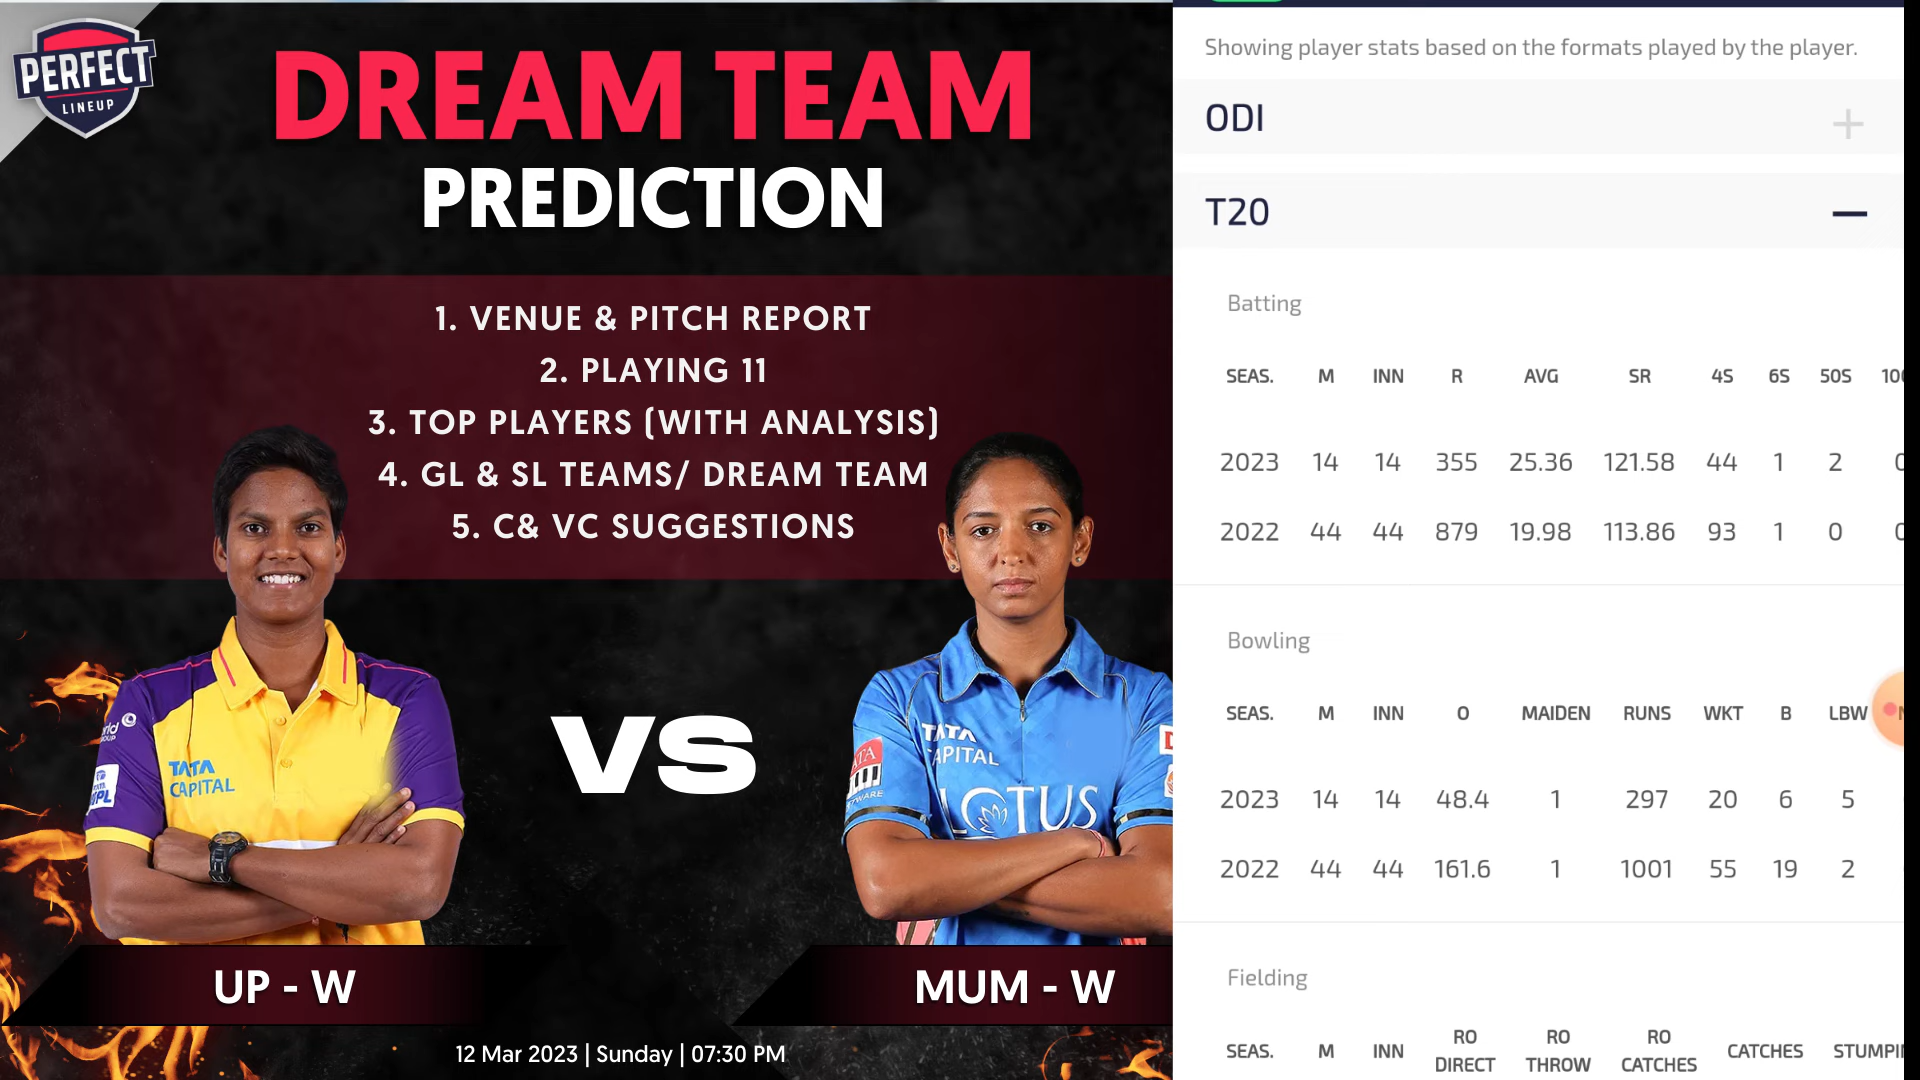 PERFECT
LINEUP
DREAM TEAM
PREDICTION
1. VENUE & PITCH REPORT
2. PLAYING 11
3. TOP PLAYERS (WITH ANALYSIS)
4. GL & SL TEAMS/ DREAM TEAM
5. C& VC SUGGESTIONS
TATA
CAPITAL
VS
TATA
CAPITAL
LOTUS
UP - W
MUM - W
12 Mar 2023 | Sunday | 07:30 PM
Showing player stats based on the formats played by the player.
ODI
T20
Batting
SEAS. M INN R AVG SR 4S 6S 50S
2023 14 14 355 25.36 121.58 44 1 2 0
2022 44 44 879 19.98 113.86 93 1 0 0
Bowling
SEAS. M INN O MAIDEN RUNS WKT B LBW
2023 14 14 48.4 1 297 20 6 5
2022 44 44 161.6 1 1001 55 19 2
Fielding
SEAS. M INN RO DIRECT RO THROW RO CATCHES CATCHES STUMPI